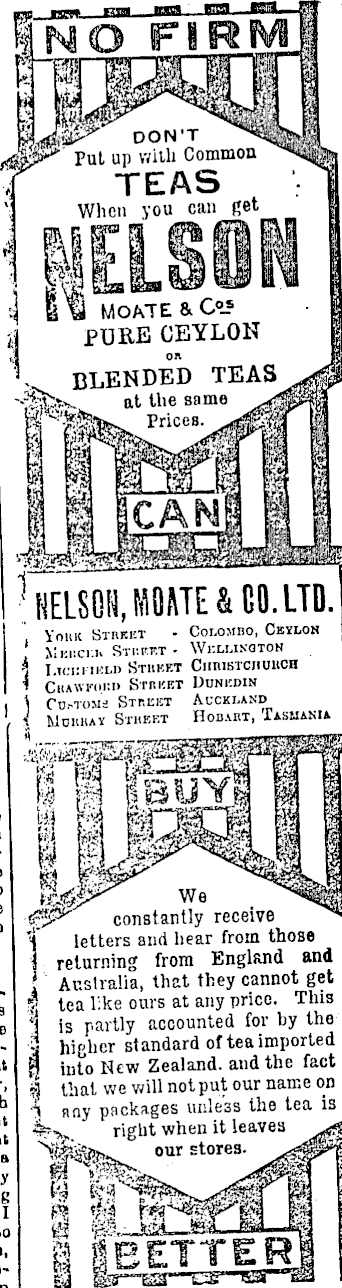 NO FIRM
DON'T
Put up with Common
TEAS
When you can get
NELSON
MOATE & Cos
PURE CEYLON
OR
BLENDED TEAS
at the same
Prices.
CAN
NELSON, MOATE & CO. LTD.
YORK STREET - COLOMBO, CEYLON
MERCER STREET - WELLINGTON
LICHFIELD STREET CHRISTCHURCH
CRAWFORD STREET DUNEDIN
CUSTOMS STREET AUCKLAND
MURRAY STREET HOBART, TASMANIA
BUY
We
constantly receive
letters and hear from those
returning from England and
Australia, that they cannot get
tea like ours at any price. This
is partly accounted for by the
higher standard of tea imported
into New Zealand. and the fact
that we will not put our name on
any packages unless the tea is
right when it leaves
our stores.
BETTER